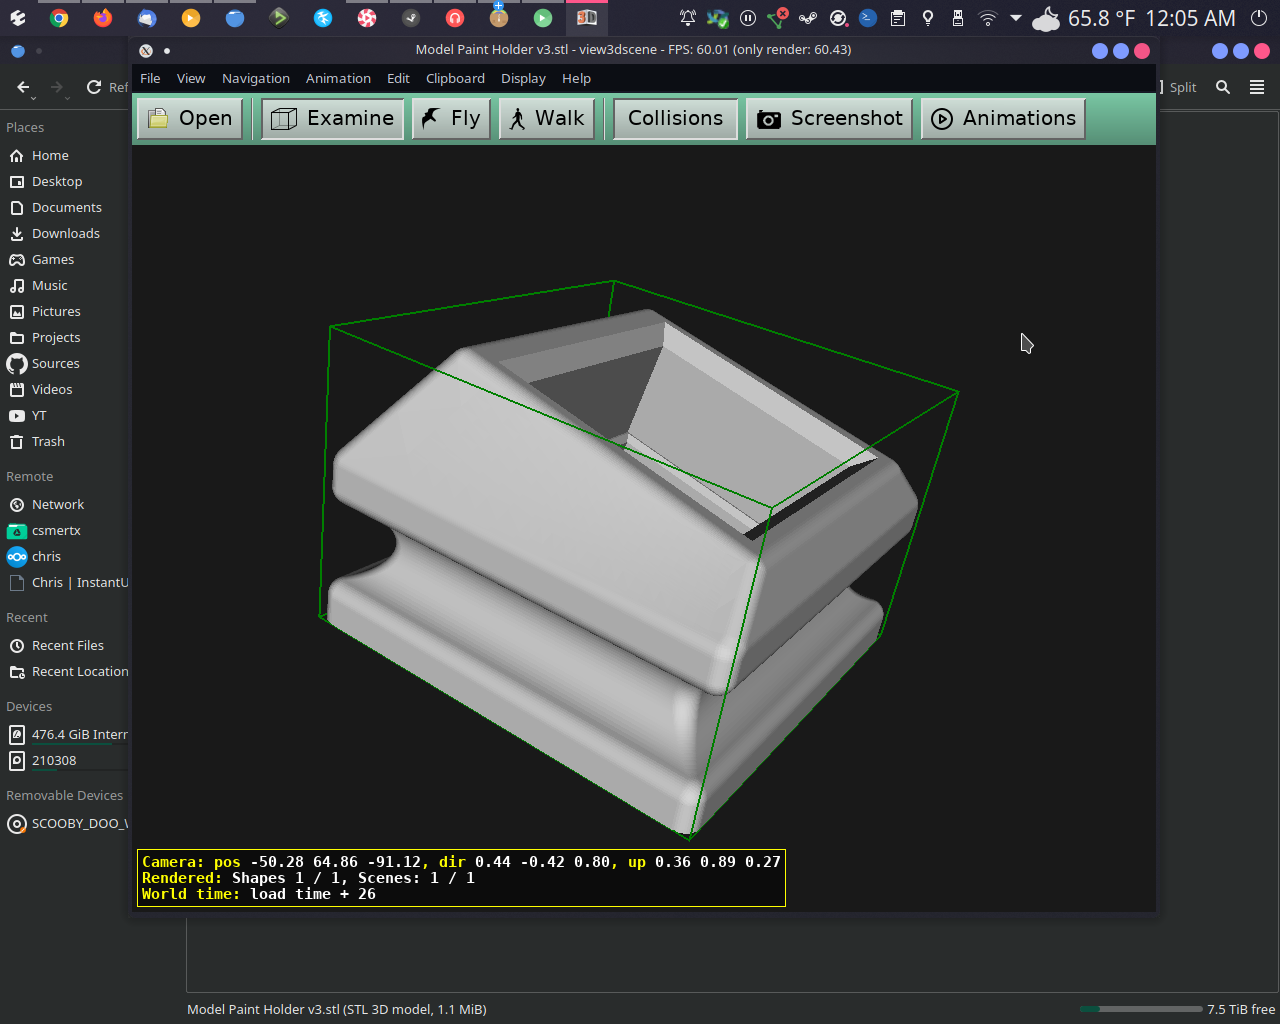 65.8 °F 12:05 AM
Model Paint Holder v3.stl - view3dscene - FPS: 60.01 (only render: 60.43)
File View Navigation Animation Edit Clipboard Display Help
Ref
Split
Open Examine Fly Walk Collisions Screenshot Animations
Places
Home
Desktop
Documents
Downloads
Games
Music
Pictures
Projects
Sources
Videos
YT
Trash
Remote
Network
csmertx
chris
Chris | InstantU
Recent
Recent Files
Recent Location
Devices
476.4 GiB Interr
210308
Removable Devices
SCOOBY_DOO_
Camera: pos -50.28 64.86 -91.12, dir 0.44 -0.42 0.80, up 0.36 0.89 0.27
Rendered: Shapes 1 / 1, Scenes: 1 / 1
World time: load time + 26
Model Paint Holder v3.stl (STL 3D model, 1.1 MiB)
7.5 TiB free